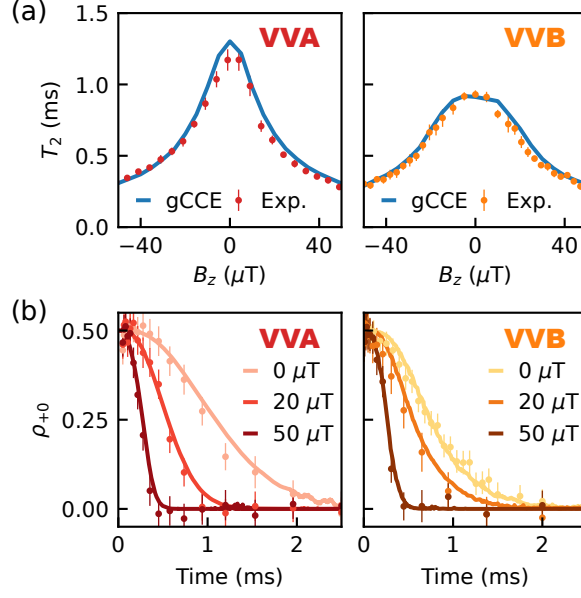 (a)
VVA
VVB
T₂ (ms)
1.5
1.0
0.5
0.0
gCCE
Exp.
gCCE
Exp.
−40
0
40
−40
0
40
B_z (μT)
B_z (μT)
(b)
VVA
VVB
0 μT
20 μT
50 μT
0 μT
20 μT
50 μT
ρ₊₀
0.50
0.25
0.00
0
1
2
0
1
2
Time (ms)
Time (ms)